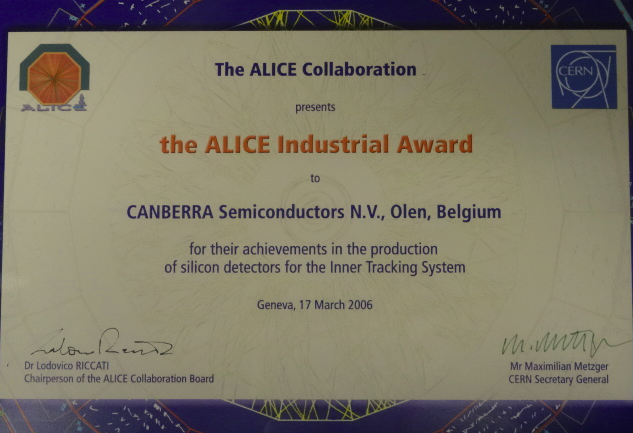 ALICE
CERN
The ALICE Collaboration
presents
the ALICE Industrial Award
to
CANBERRA Semiconductors N.V., Olen, Belgium
for their achievements in the production
of silicon detectors for the Inner Tracking System
Geneva, 17 March 2006
Dr Lodovico RICCATI
Chairperson of the ALICE Collaboration Board
M. Metzger
Mr Maximilian Metzger
CERN Secretary General